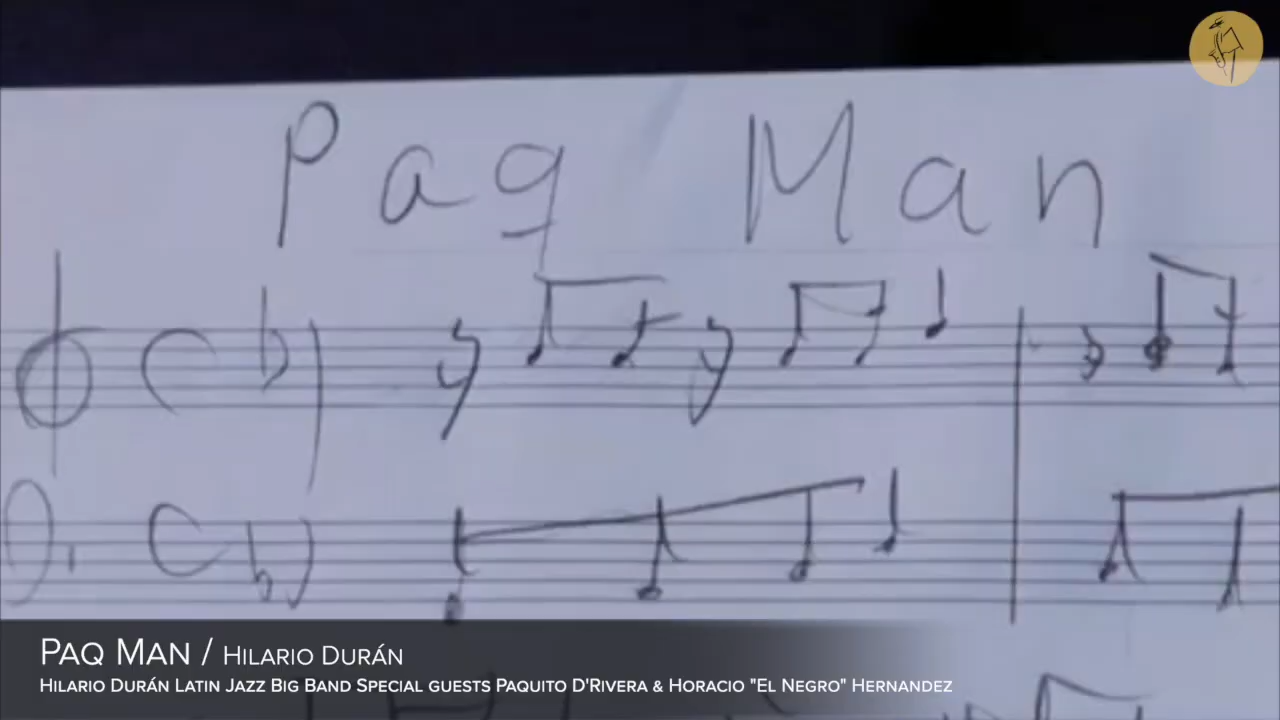 Paq Man
PAQ MAN / HILARIO DURÁN
HILARIO DURÁN LATIN JAZZ BIG BAND SPECIAL GUESTS PAQUITO D'RIVERA & HORACIO "EL NEGRO" HERNANDEZ